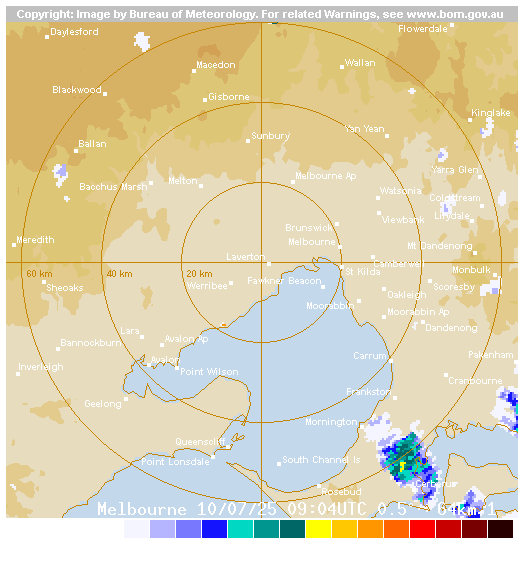 Copyright: Image by Bureau of Meteorology. For related Warnings, see www.bom.gov.au
Daylesford
Flowerdale
Macedon
Wallan
Blackwood
Gisborne
Kinglake
Yan Yean
Sunbury
Ballan
Yarra Glen
Melbourne Ap
Melton
Bacchus Marsh
Watsonia
Coldstream
Viewbank
Lilydale
Brunswick
Meredith
Melbourne
Mt Dandenong
Laverton
Camberwell
60 km
40 km
20 km
St Kilda
Monbulk
Sheoaks
Werribee
Fawkner Beacon
Scoresby
Oakleigh
Moorabbin
Moorabbin Ap
Dandenong
Lara
Avalon Ap
Bannockburn
Carrum
Pakenham
Avalon
Inverleigh
Point Wilson
Cranbourne
Frankston
Geelong
Mornington
Queenscliff
Point Lonsdale
South Channel Is
Cerberus
Rosebud
Melbourne 10/07/25 09:04UTC 0.5° 64km